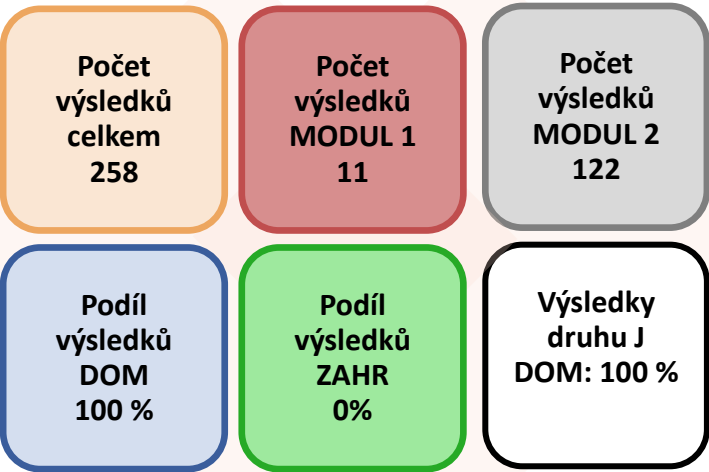 Počet
výsledků
celkem
258
Počet
výsledků
MODUL 1
11
Počet
výsledků
MODUL 2
122
Podíl
výsledků
DOM
100 %
Podíl
výsledků
ZAHR
0%
Výsledky
druhu J
DOM: 100 %